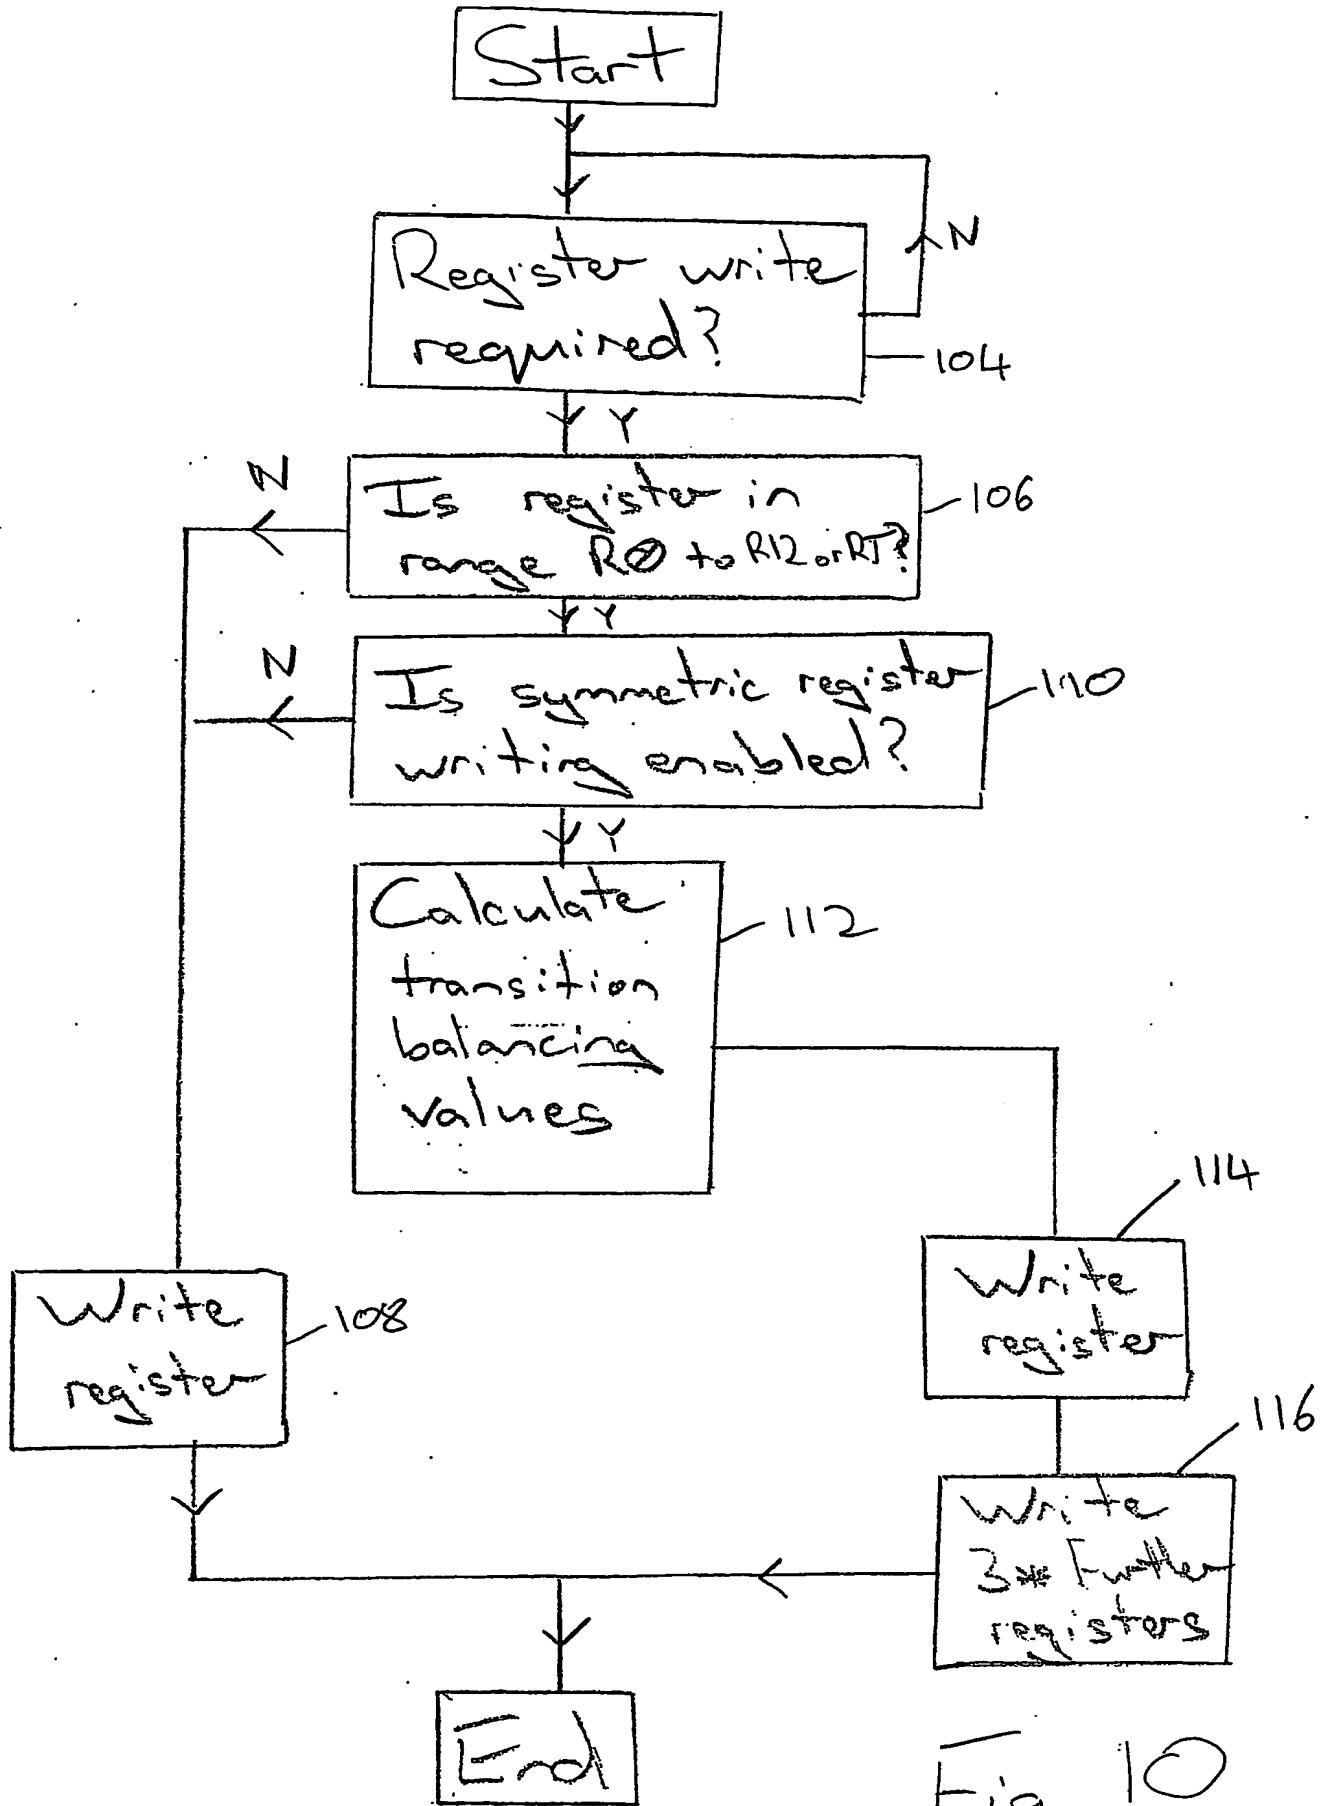 Start
N
Register write
required?
104
Y
N
Is register in
range RØ to R12 or RT?
106
Y
N
Is symmetric register
writing enabled?
110
Y
Calculate
transition
balancing
values
112
114
Write
register
Write
register
108
116
Write
3* Further
registers
End
Fig 10